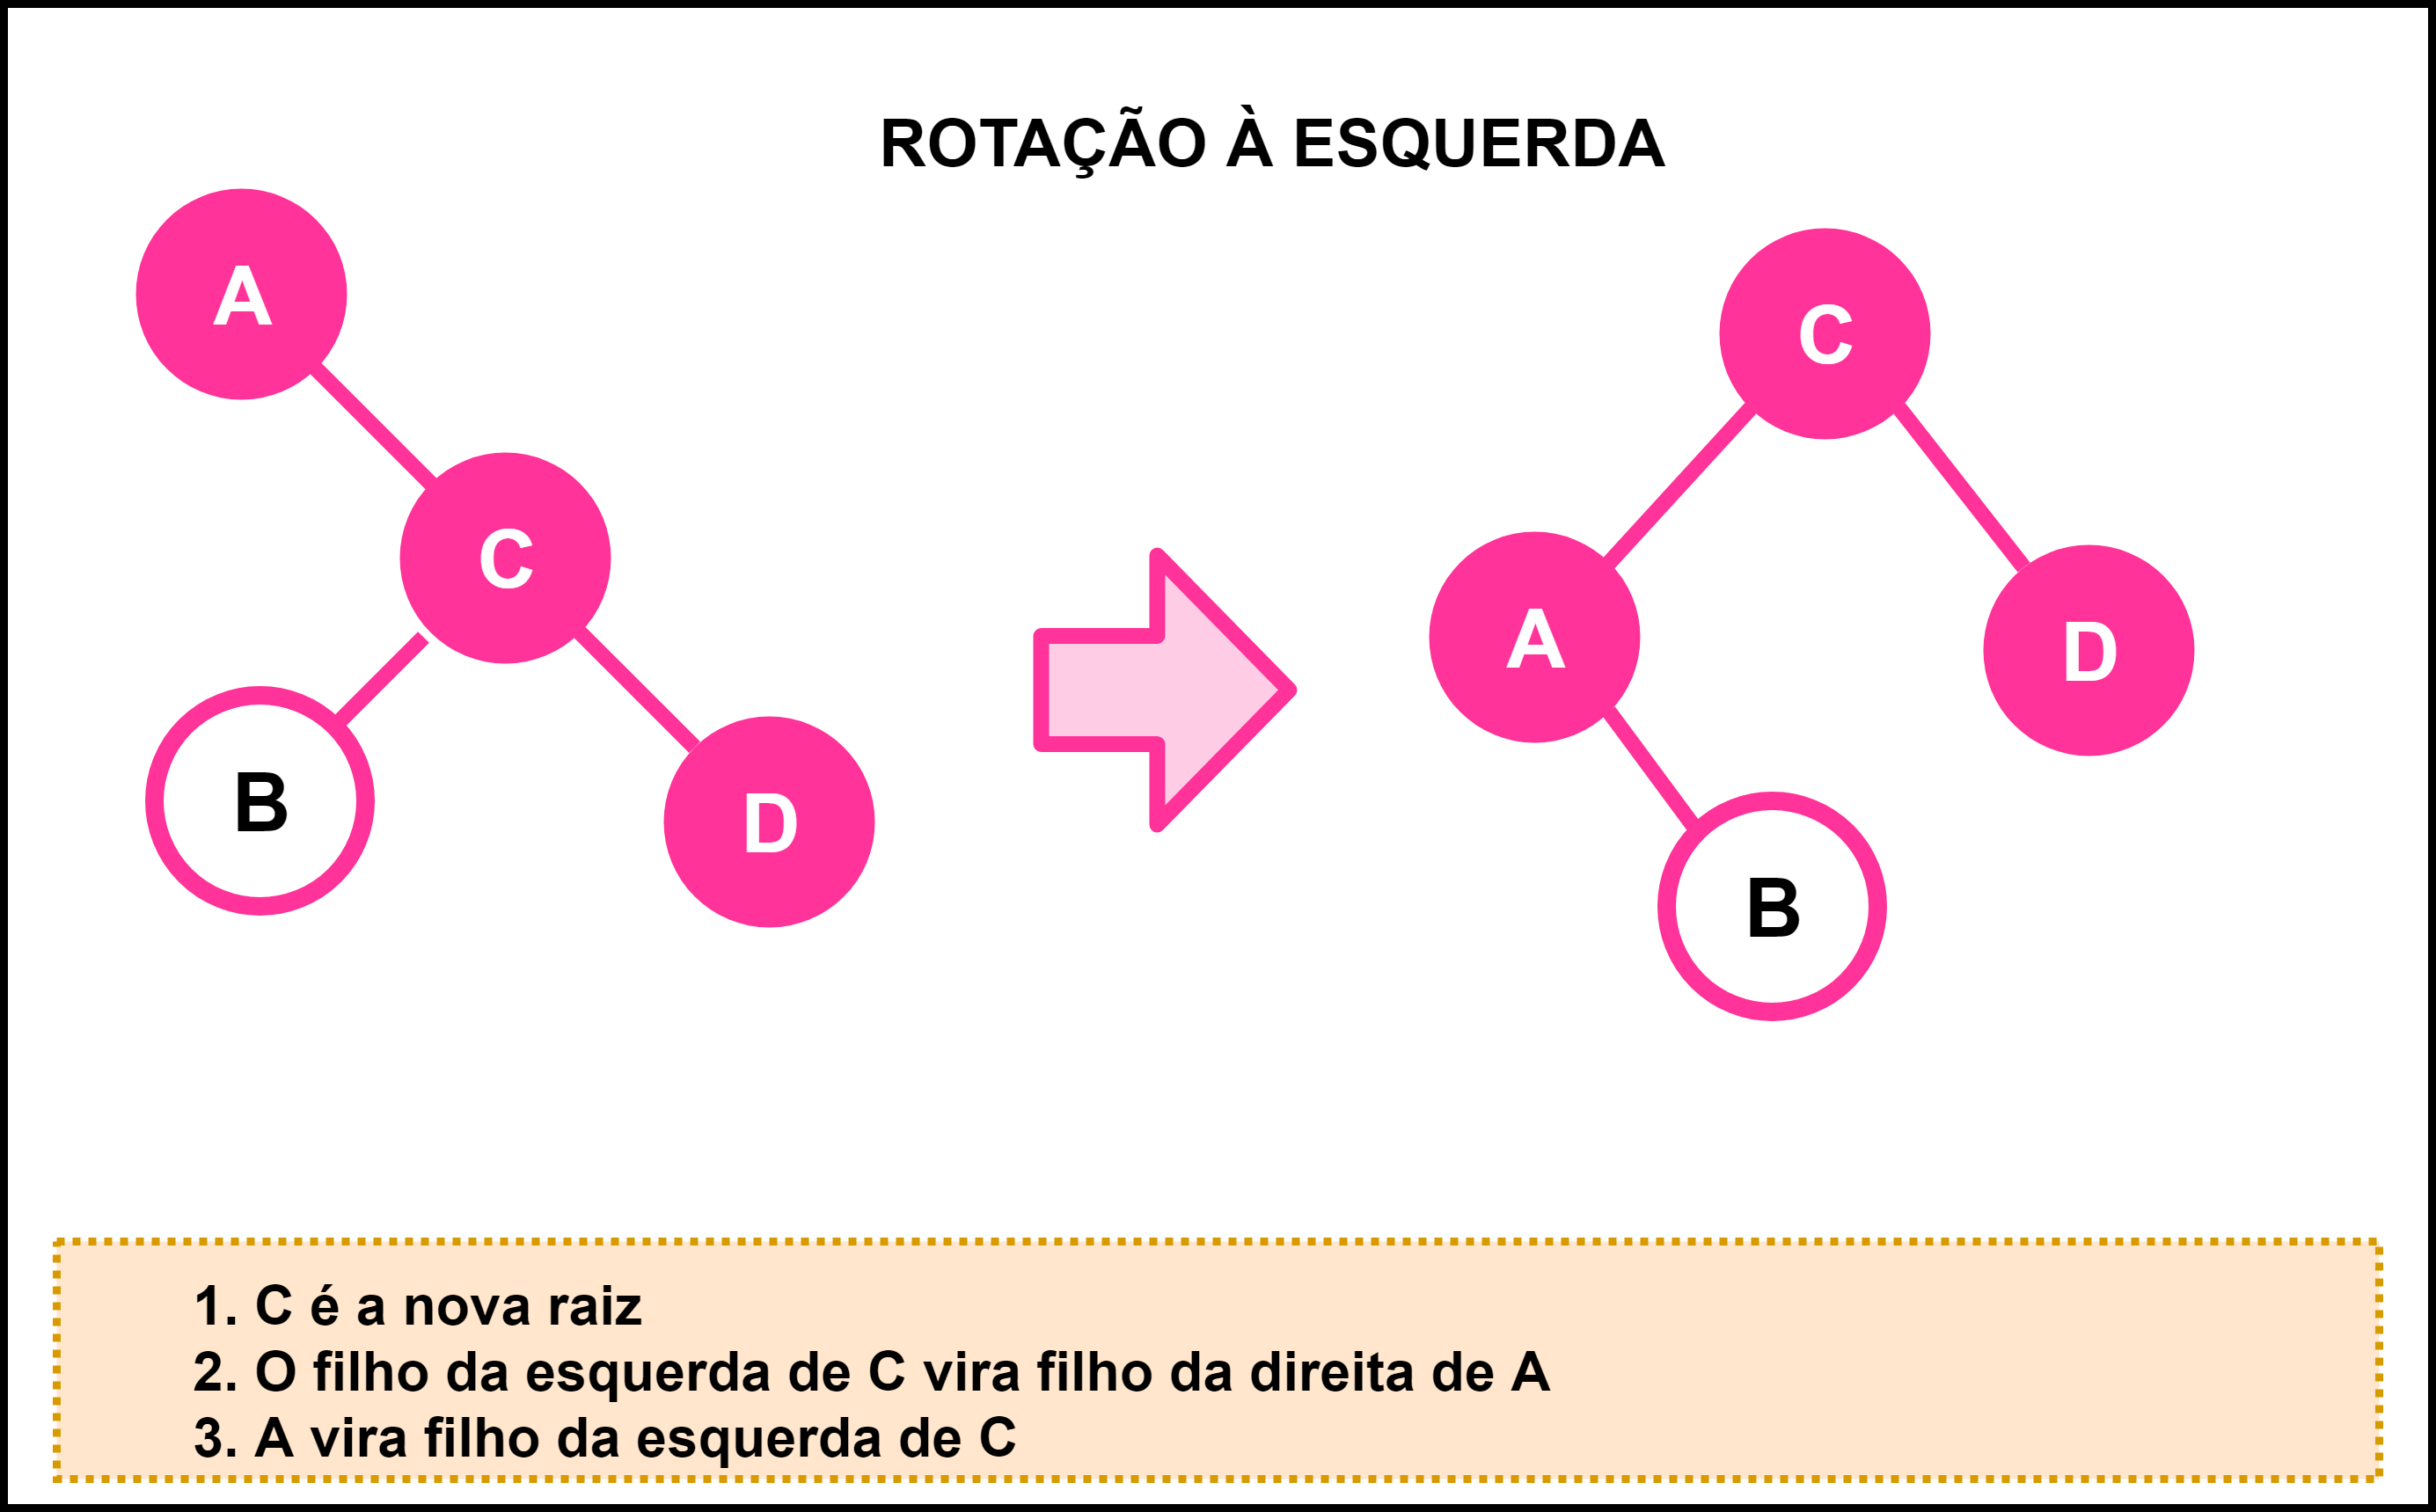 ROTAÇÃO À ESQUERDA
A
C
B
D
C
A
D
B
1. C é a nova raiz
2. O filho da esquerda de C vira filho da direita de A
3. A vira filho da esquerda de C